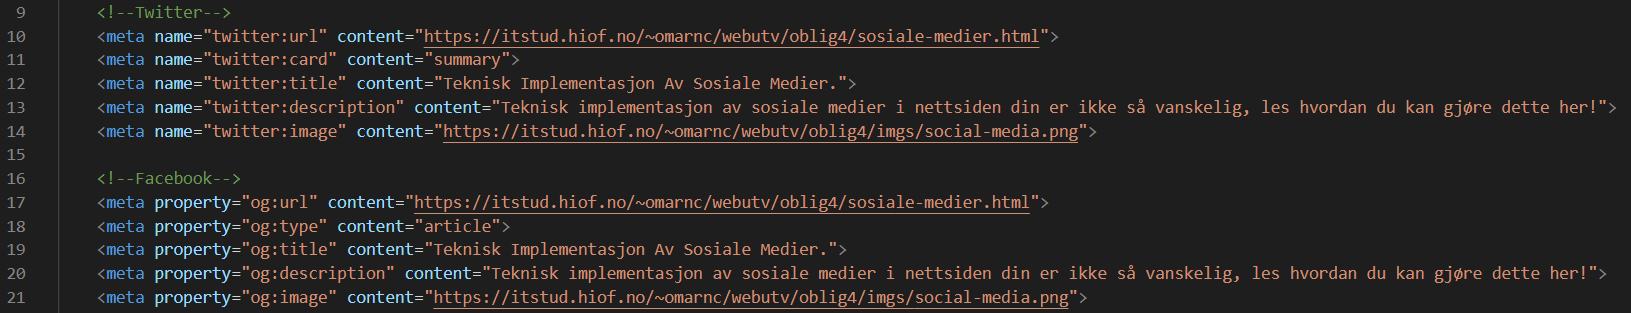 9 <!--Twitter-->
10 <meta name="twitter:url" content="https://itstud.hiof.no/~omarnc/webutv/oblig4/sosiale-medier.html">
11 <meta name="twitter:card" content="summary">
12 <meta name="twitter:title" content="Teknisk Implementasjon Av Sosiale Medier.">
13 <meta name="twitter:description" content="Teknisk implementasjon av sosiale medier i nettsiden din er ikke så vanskelig, les hvordan du kan gjøre dette her!">
14 <meta name="twitter:image" content="https://itstud.hiof.no/~omarnc/webutv/oblig4/imgs/social-media.png">
15
16 <!--Facebook-->
17 <meta property="og:url" content="https://itstud.hiof.no/~omarnc/webutv/oblig4/sosiale-medier.html">
18 <meta property="og:type" content="article">
19 <meta property="og:title" content="Teknisk Implementasjon Av Sosiale Medier.">
20 <meta property="og:description" content="Teknisk implementasjon av sosiale medier i nettsiden din er ikke så vanskelig, les hvordan du kan gjøre dette her!">
21 <meta property="og:image" content="https://itstud.hiof.no/~omarnc/webutv/oblig4/imgs/social-media.png">